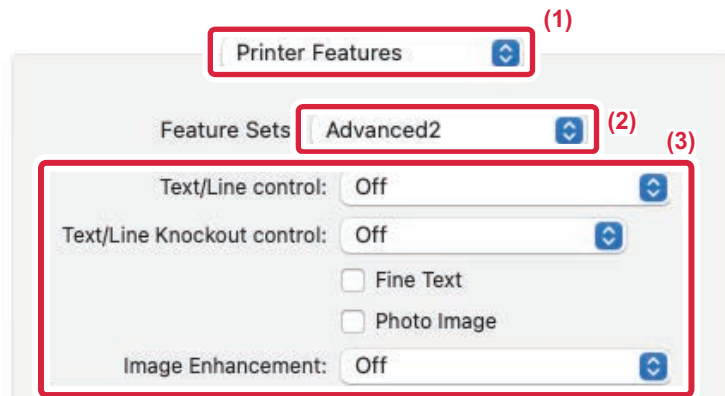 (1)
Printer Features
Feature Sets Advanced2 (2)
(3)
Text/Line control: Off
Text/Line Knockout control: Off
Fine Text
Photo Image
Image Enhancement: Off